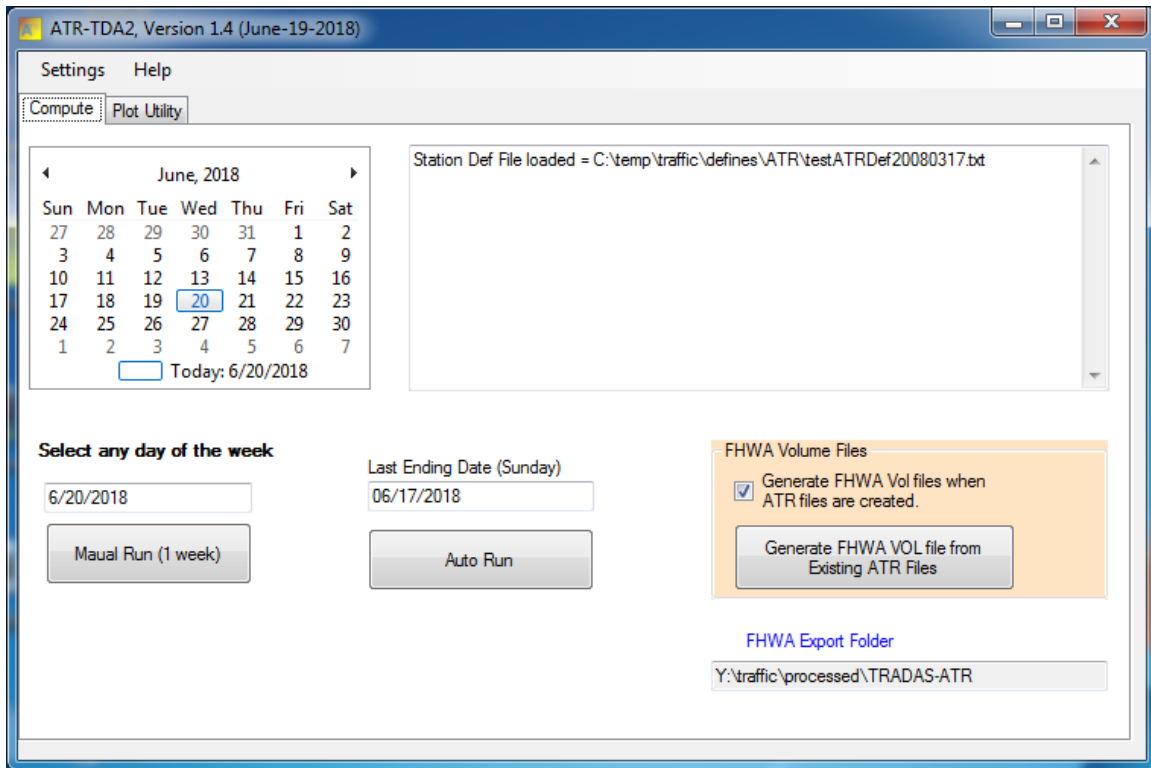 ATR-TDA2, Version 1.4 (June-19-2018)
Settings Help
Compute Plot Utility
June, 2018
Sun Mon Tue Wed Thu Fri Sat
27 28 29 30 31 1 2
3 4 5 6 7 8 9
10 11 12 13 14 15 16
17 18 19 20 21 22 23
24 25 26 27 28 29 30
1 2 3 4 5 6 7
Today: 6/20/2018
Station Def File loaded = C:\temp\traffic\defines\ATR\testATRDef20080317.txt
Select any day of the week
6/20/2018
Maual Run (1 week)
Last Ending Date (Sunday)
06/17/2018
Auto Run
FHWA Volume Files
Generate FHWA Vol files when
ATR files are created.
Generate FHWA VOL file from
Existing ATR Files
FHWA Export Folder
Y:\traffic\processed\TRADAS-ATR